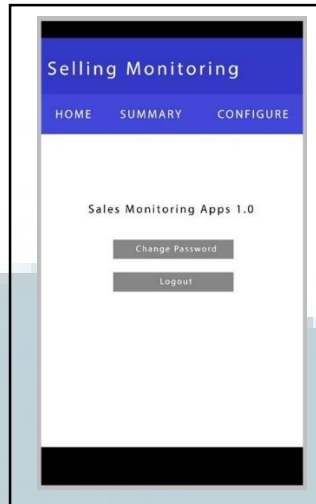 Selling Monitoring
HOME SUMMARY CONFIGURE
Sales Monitoring Apps 1.0
Change Password
Logout